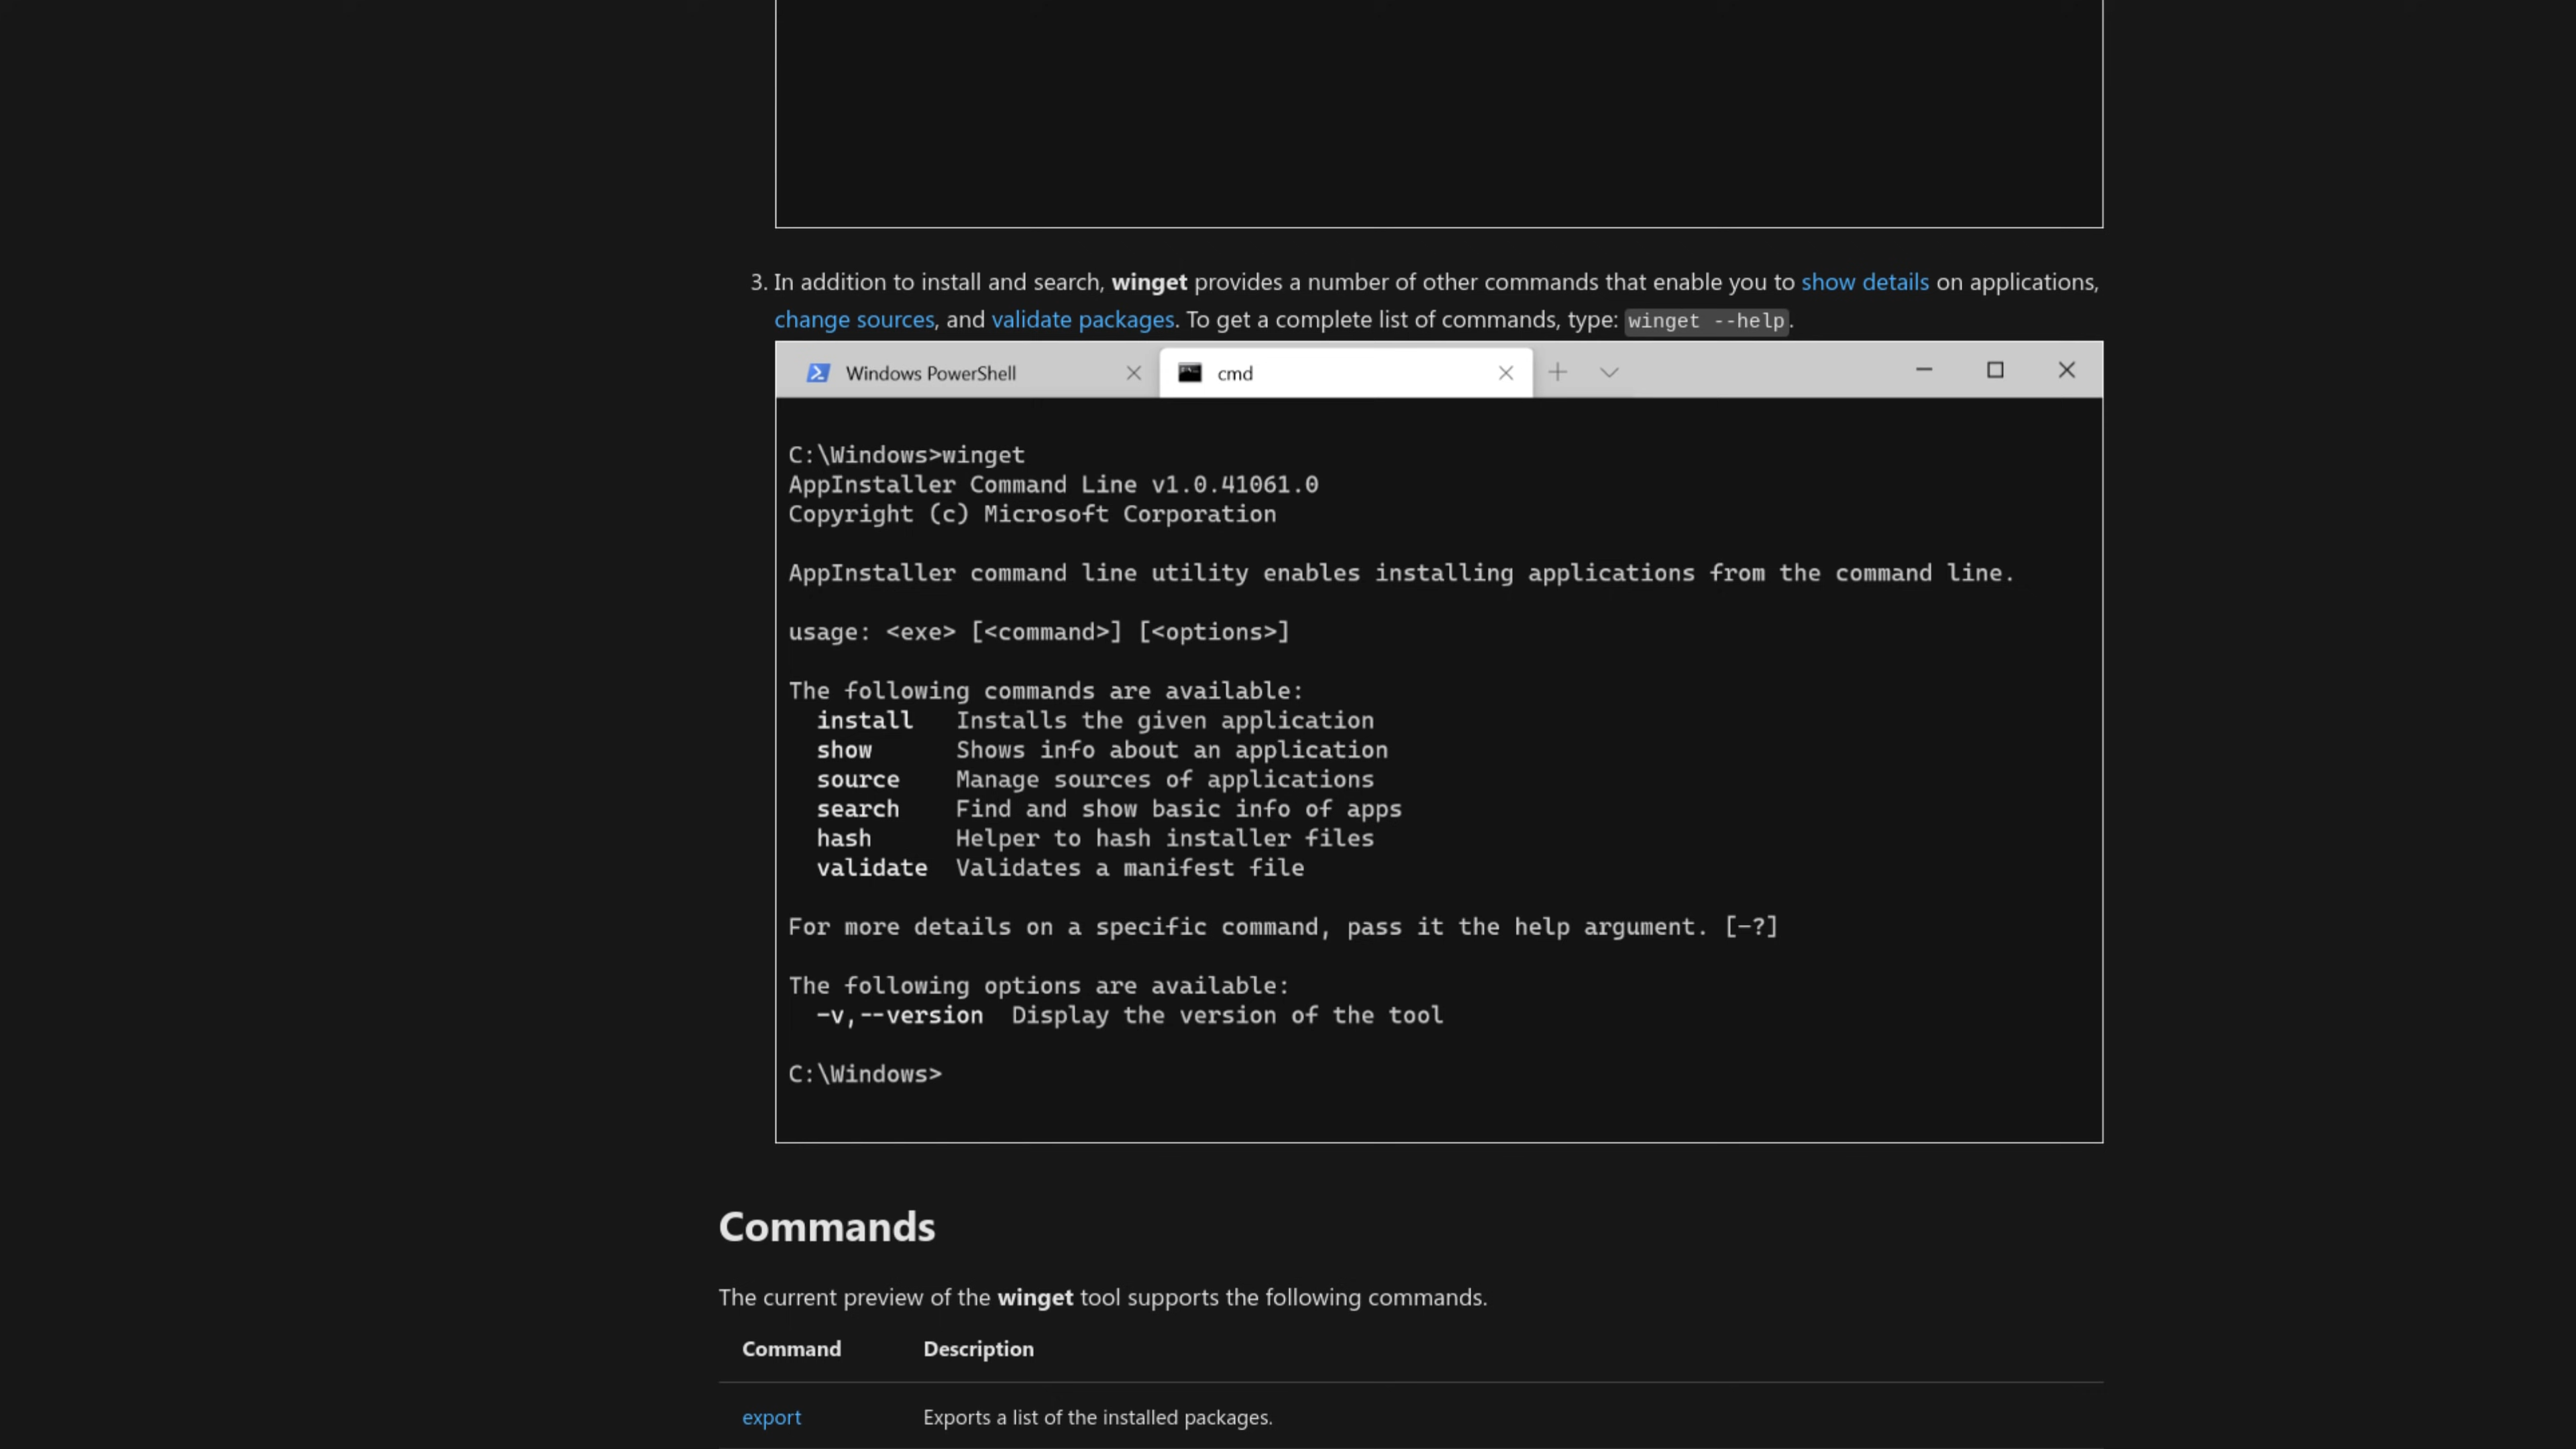 3. In addition to install and search, winget provides a number of other commands that enable you to show details on applications,
change sources, and validate packages. To get a complete list of commands, type: winget --help.
Windows PowerShell cmd
C:\Windows>winget
AppInstaller Command Line v1.0.41061.0
Copyright (c) Microsoft Corporation
AppInstaller command line utility enables installing applications from the command line.
usage: <exe> [<command>] [<options>]
The following commands are available:
install Installs the given application
show Shows info about an application
source Manage sources of applications
search Find and show basic info of apps
hash Helper to hash installer files
validate Validates a manifest file
For more details on a specific command, pass it the help argument. [-?]
The following options are available:
-v,--version Display the version of the tool
C:\Windows>
Commands
The current preview of the winget tool supports the following commands.
Command Description
export Exports a list of the installed packages.